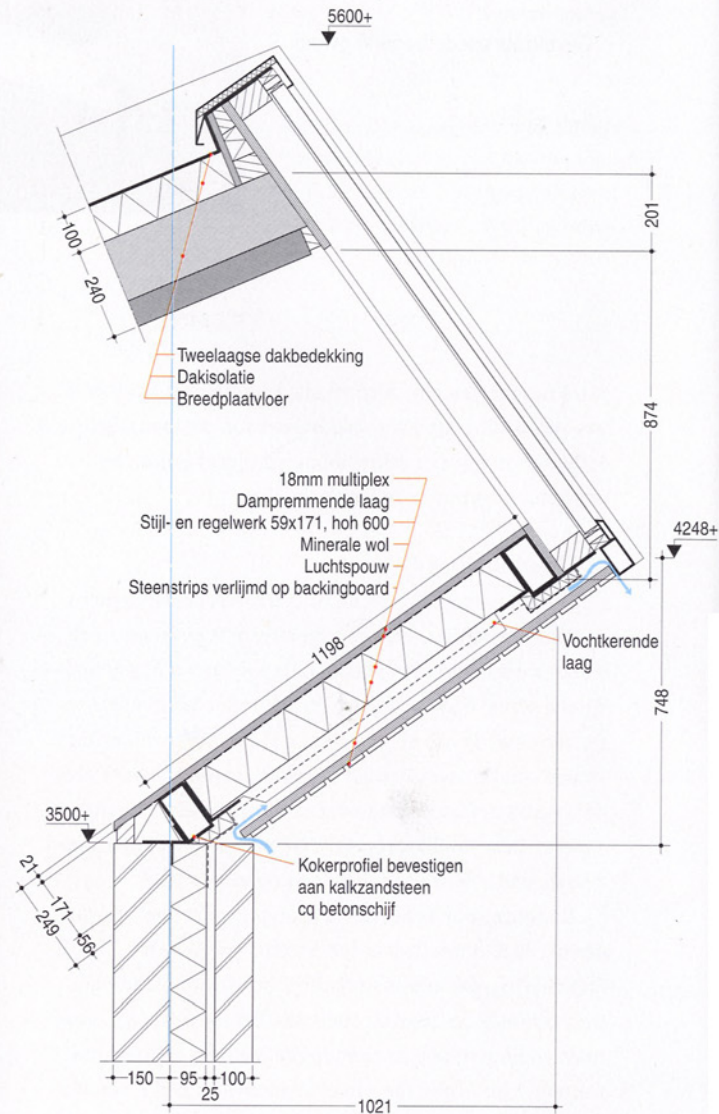 5600+
201
100
240
Tweelaagse dakbedekking
Dakisolatie
Breedplaatvloer
874
18mm multiplex
Dampremmende laag
Stijl- en regelwerk 59x171, hoh 600
Minerale wol
Luchtspouw
Steenstrips verlijmd op backingboard
4248+
1198
Vochtkerende
laag
748
3500+
Kokerprofiel bevestigen
aan kalkzandsteen
cq betonschijf
21
171
56
249
150
95
100
25
1021